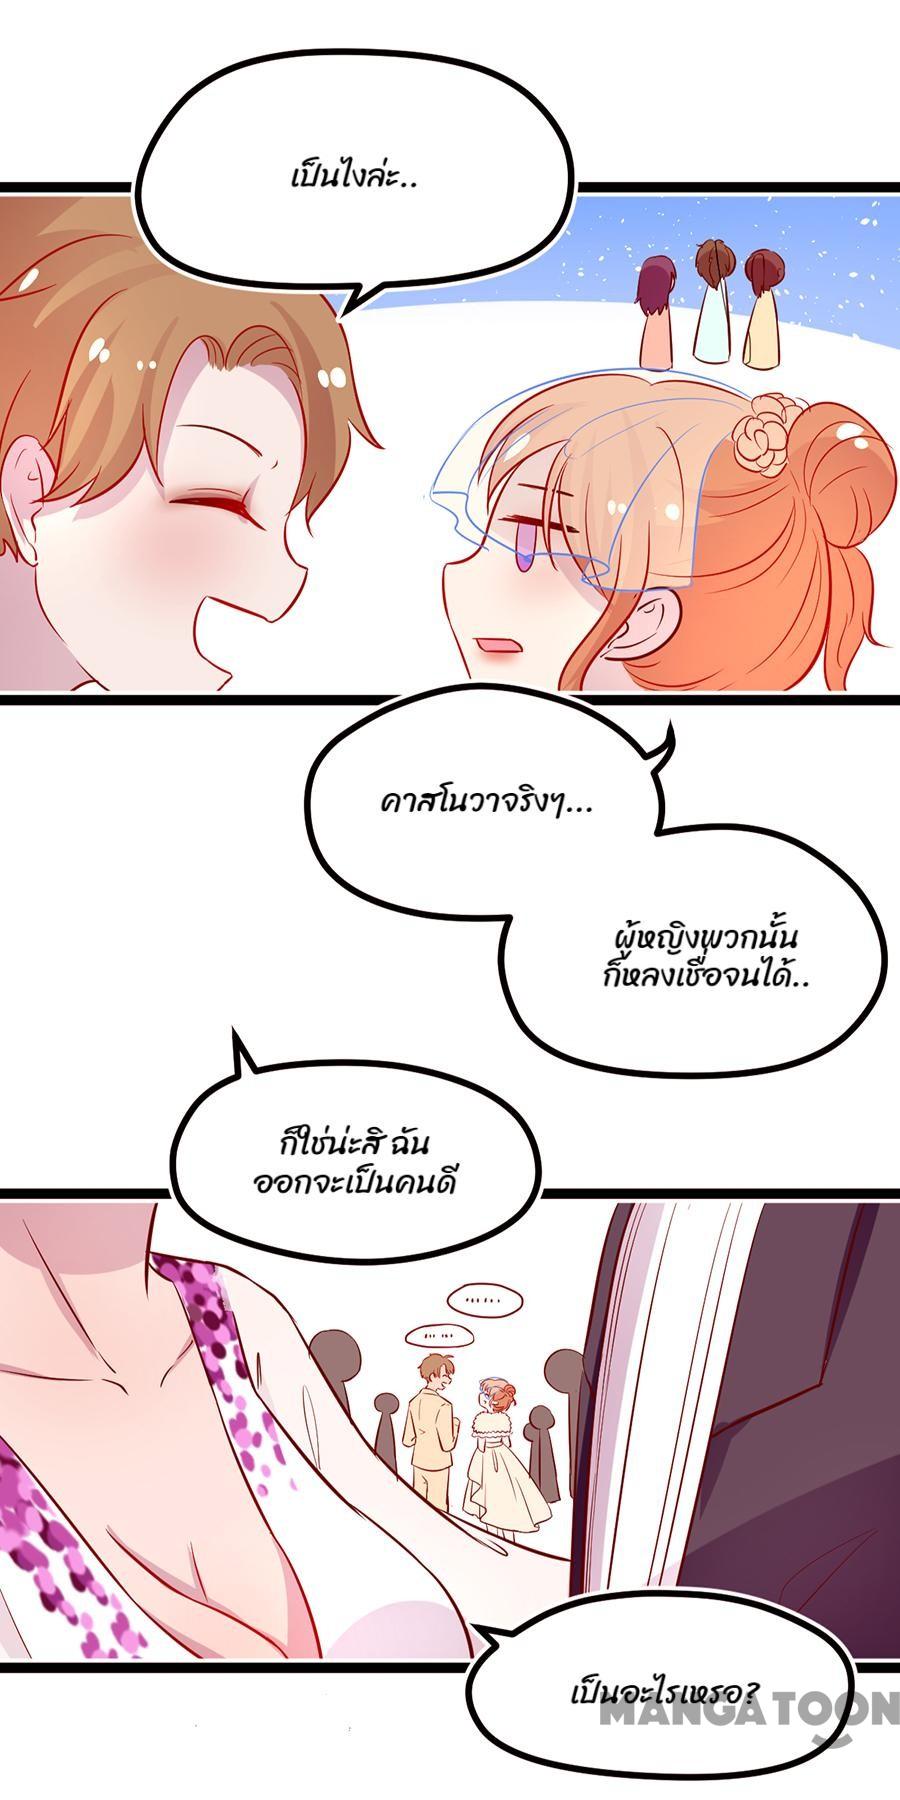 เป็นไงล่ะ..
คาสโนวาจริงๆ...
ผู้หญิงพวกนั้น
ก็หลงเชื่อจนได้..
ก็ใช่น่ะสิ ฉัน
ออกจะเป็นคนดี
......
......
เป็นอะไรเหรอ?
MANGA TOON